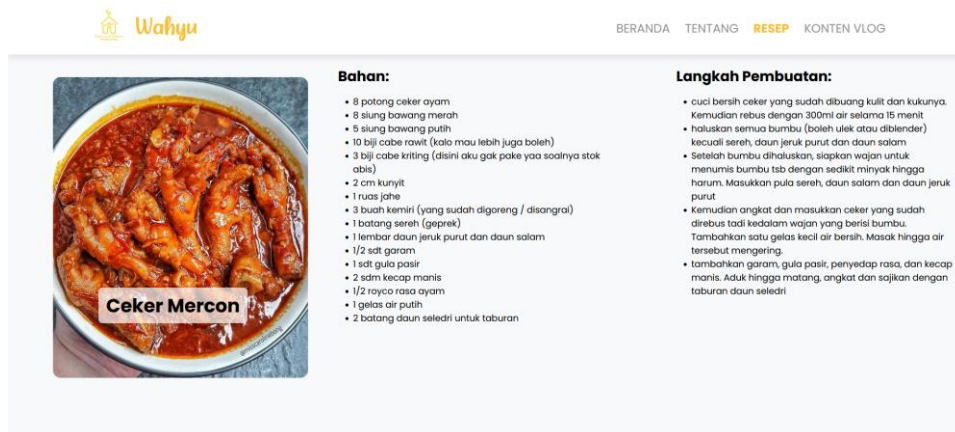 Wahyu
BERANDA TENTANG RESEP KONTEN VLOG
Ceker Mercon
Bahan:
• 8 potong ceker ayam
• 8 siung bawang merah
• 5 siung bawang putih
• 10 biji cabe rawit (kalo mau lebih juga boleh)
• 3 biji cabe kriting (disini aku gak pake yaa soalnya stok
abis)
• 2 cm kunyit
• 1 ruas jahe
• 3 buah kemiri (yang sudah digoreng / disangrai)
• 1 batang sereh (geprek)
• 1 lembar daun jeruk purut dan daun salam
• 1/2 sdt garam
• 1 sdt gula pasir
• 2 sdm kecap manis
• 1/2 royco rasa ayam
• 1 gelas air putih
• 2 batang daun seledri untuk taburan
Langkah Pembuatan:
• cuci bersih ceker yang sudah dibuang kulit dan kukunya.
Kemudian rebus dengan 300ml air selama 15 menit
• haluskan semua bumbu (boleh ulek atau diblender)
kecuali sereh, daun jeruk purut dan daun salam
• Setelah bumbu dihaluskan, siapkan wajan untuk
menumis bumbu tsb dengan sedikit minyak hingga
harum. Masukkan pula sereh, daun salam dan daun jeruk
purut
• Kemudian angkat dan masukkan ceker yang sudah
direbus tadi kedalam wajan yang berisi bumbu.
Tambahkan satu gelas kecil air bersih. Masak hingga air
tersebut mengering.
• tambahkan garam, gula pasir, penyedap rasa, dan kecap
manis. Aduk hingga matang, angkat dan sajikan dengan
taburan daun seledri